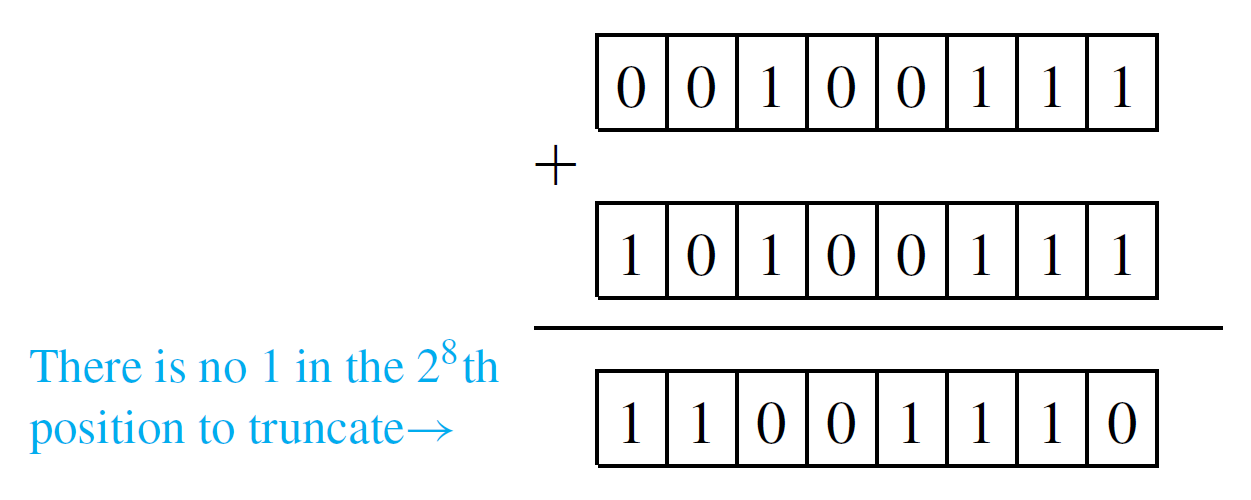 0 0 1 0 0 1 1 1
+
1 0 1 0 0 1 1 1
There is no 1 in the 2⁸th
position to truncate→
1 1 0 0 1 1 1 0